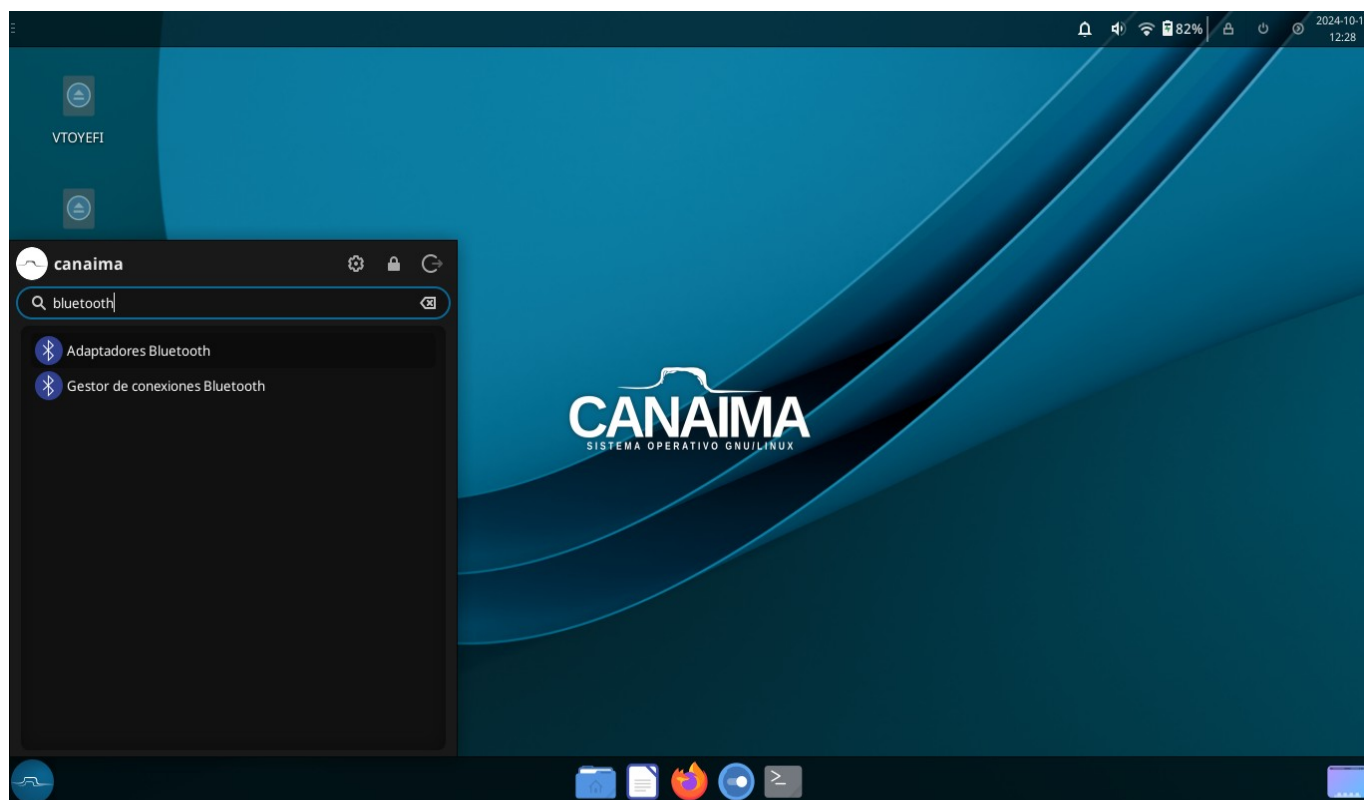 82%
2024-10-1
12:28
VTOYEFI
canaima
bluetooth
Adaptadores Bluetooth
Gestor de conexiones Bluetooth
CANAIMA
SISTEMA OPERATIVO GNU/LINUX